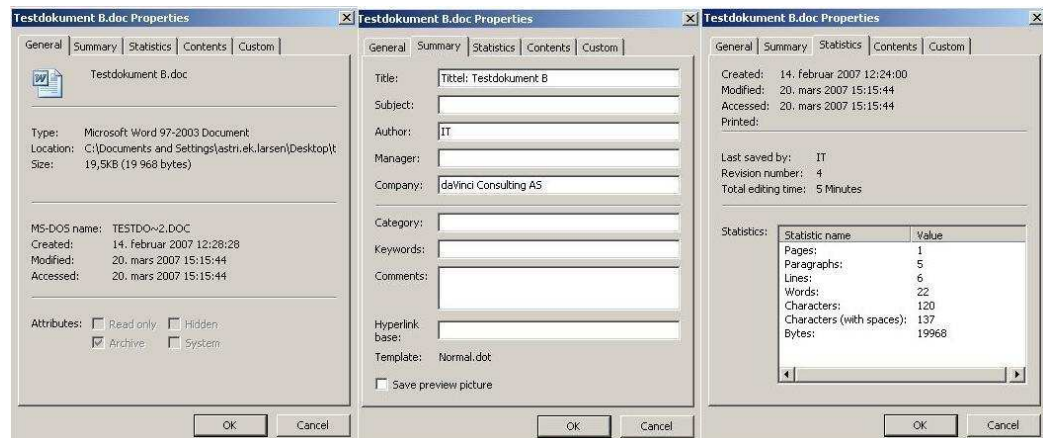 Testdokument B.doc Properties
General Summary Statistics Contents Custom
Testdokument B.doc
Type: Microsoft Word 97-2003 Document
Location: C:\Documents and Settings\astri.ek.larsen\Desktop\t
Size: 19,5KB (19 968 bytes)
MS-DOS name: TESTDO~2.DOC
Created: 14. februar 2007 12:28:28
Modified: 20. mars 2007 15:15:44
Accessed: 20. mars 2007 15:15:44
Attributes: Read only Hidden
Archive System
OK Cancel
Testdokument B.doc Properties
General Summary Statistics Contents Custom
Title: Tittel: Testdokument B
Subject:
Author: IT
Manager:
Company: daVinci Consulting AS
Category:
Keywords:
Comments:
Hyperlink
base:
Template: Normal.dot
Save preview picture
OK Cancel
Testdokument B.doc Properties
General Summary Statistics Contents Custom
Created: 14. februar 2007 12:24:00
Modified: 20. mars 2007 15:15:44
Accessed: 20. mars 2007 15:15:44
Printed:
Last saved by: IT
Revision number: 4
Total editing time: 5 Minutes
Statistics: Statistic name Value
Pages: 1
Paragraphs: 5
Lines: 6
Words: 22
Characters: 120
Characters (with spaces): 137
Bytes: 19968
OK Cancel